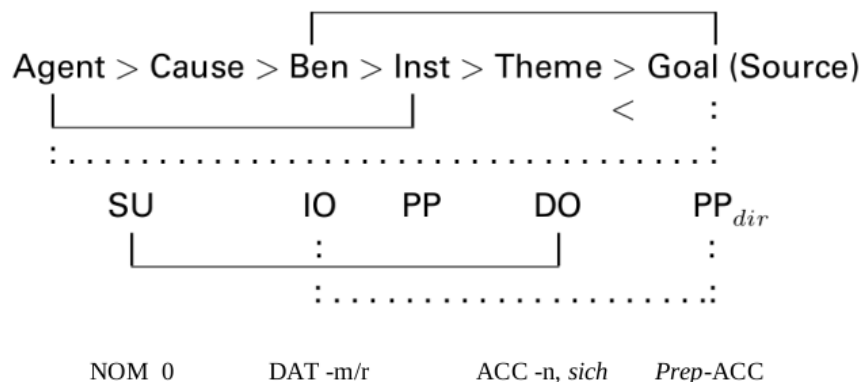 Agent > Cause > Ben > Inst > Theme > Goal (Source)
<
SU IO PP DO PP_dir
NOM 0 DAT -m/r ACC -n, sich Prep-ACC